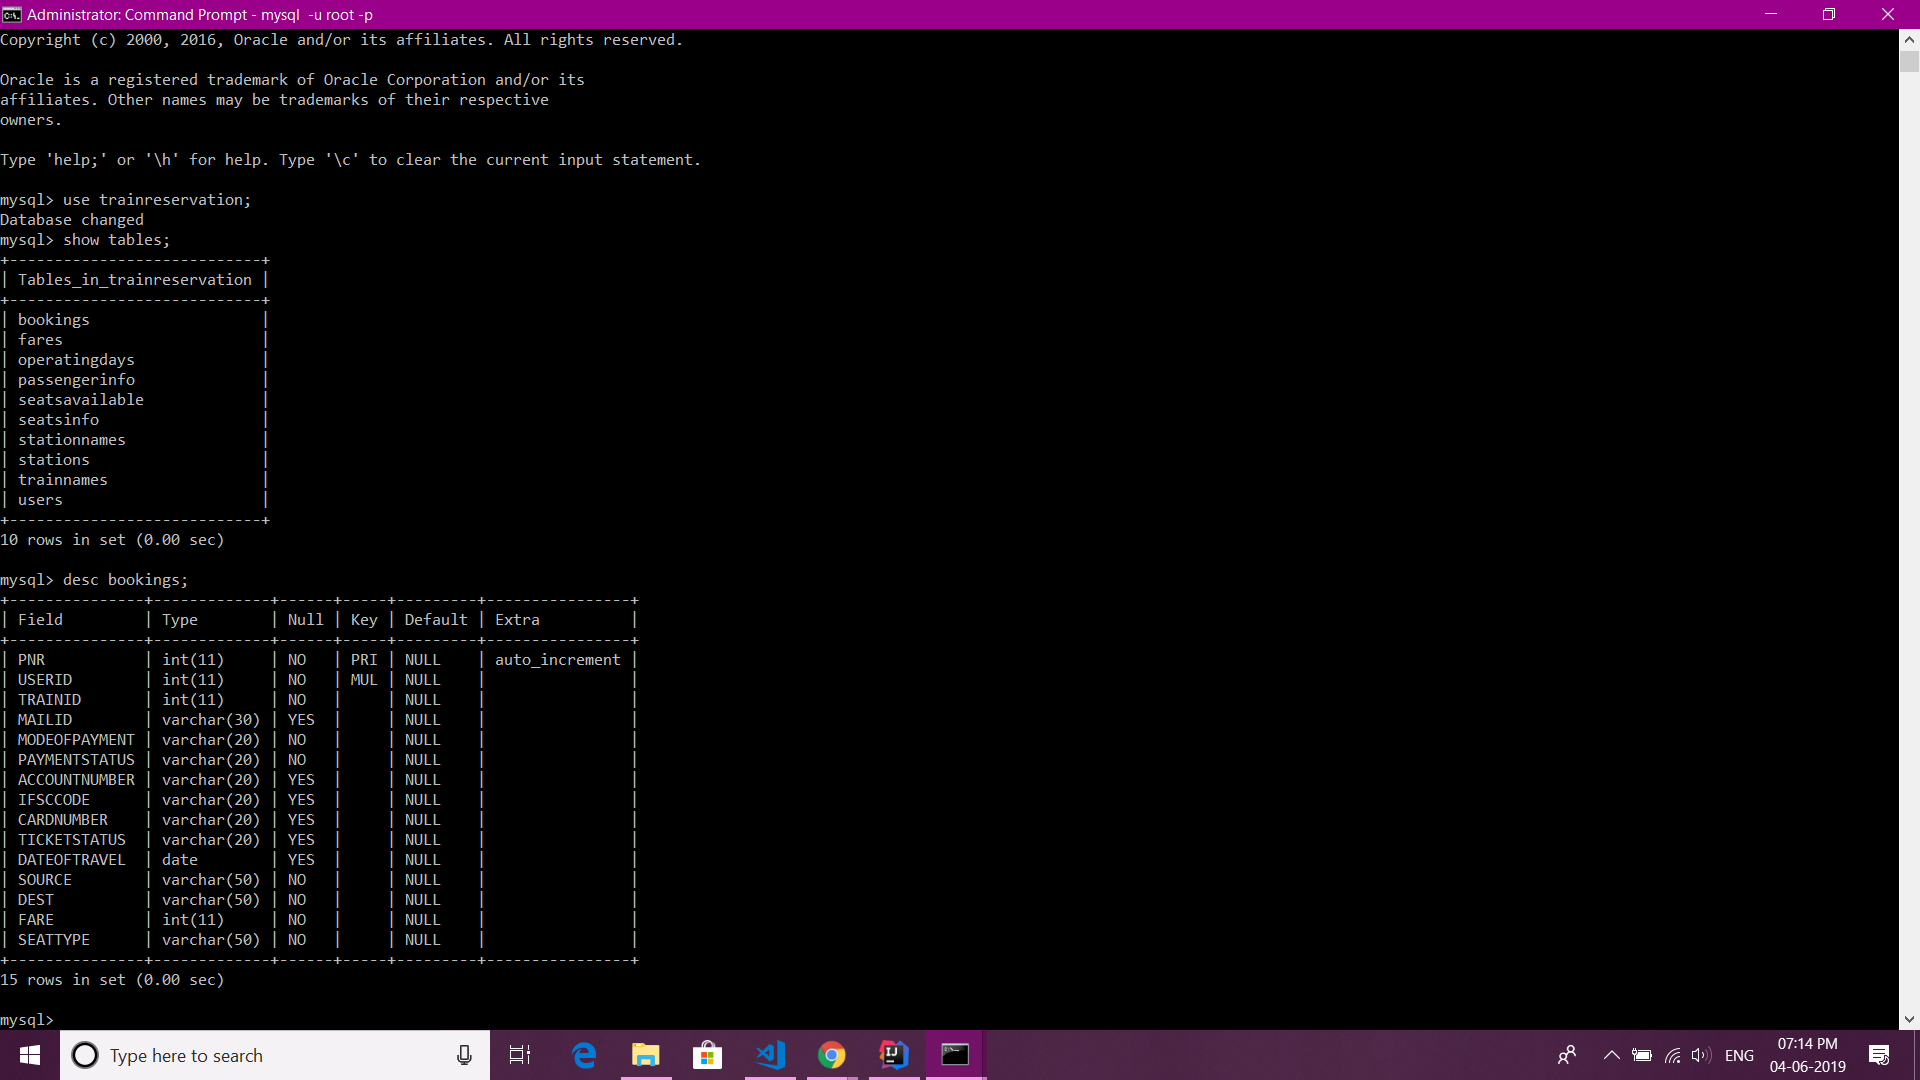 Administrator: Command Prompt - mysql  -u root -p
Copyright (c) 2000, 2016, Oracle and/or its affiliates. All rights reserved.
Oracle is a registered trademark of Oracle Corporation and/or its
affiliates. Other names may be trademarks of their respective
owners.
Type 'help;' or '\h' for help. Type '\c' to clear the current input statement.
mysql> use trainreservation;
Database changed
mysql> show tables;
+----------------------------+
| Tables_in_trainreservation |
+----------------------------+
| bookings                   |
| fares                      |
| operatingdays              |
| passengerinfo              |
| seatsavailable             |
| seatsinfo                  |
| stationnames               |
| stations                   |
| trainnames                 |
| users                      |
+----------------------------+
10 rows in set (0.00 sec)
mysql> desc bookings;
+---------------+-------------+------+-----+---------+----------------+
| Field         | Type        | Null | Key | Default | Extra          |
+---------------+-------------+------+-----+---------+----------------+
| PNR           | int(11)     | NO   | PRI | NULL    | auto_increment |
| USERID        | int(11)     | NO   | MUL | NULL    |                |
| TRAINID       | int(11)     | NO   |     | NULL    |                |
| MAILID        | varchar(30) | YES  |     | NULL    |                |
| MODEOFPAYMENT | varchar(20) | NO   |     | NULL    |                |
| PAYMENTSTATUS | varchar(20) | NO   |     | NULL    |                |
| ACCOUNTNUMBER | varchar(20) | YES  |     | NULL    |                |
| IFSCCODE      | varchar(20) | YES  |     | NULL    |                |
| CARDNUMBER    | varchar(20) | YES  |     | NULL    |                |
| TICKETSTATUS  | varchar(20) | YES  |     | NULL    |                |
| DATEOFTRAVEL  | date        | YES  |     | NULL    |                |
| SOURCE        | varchar(50) | NO   |     | NULL    |                |
| DEST          | varchar(50) | NO   |     | NULL    |                |
| FARE          | int(11)     | NO   |     | NULL    |                |
| SEATTYPE      | varchar(50) | NO   |     | NULL    |                |
+---------------+-------------+------+-----+---------+----------------+
15 rows in set (0.00 sec)
mysql>
Type here to search
ENG
07:14 PM
04-06-2019